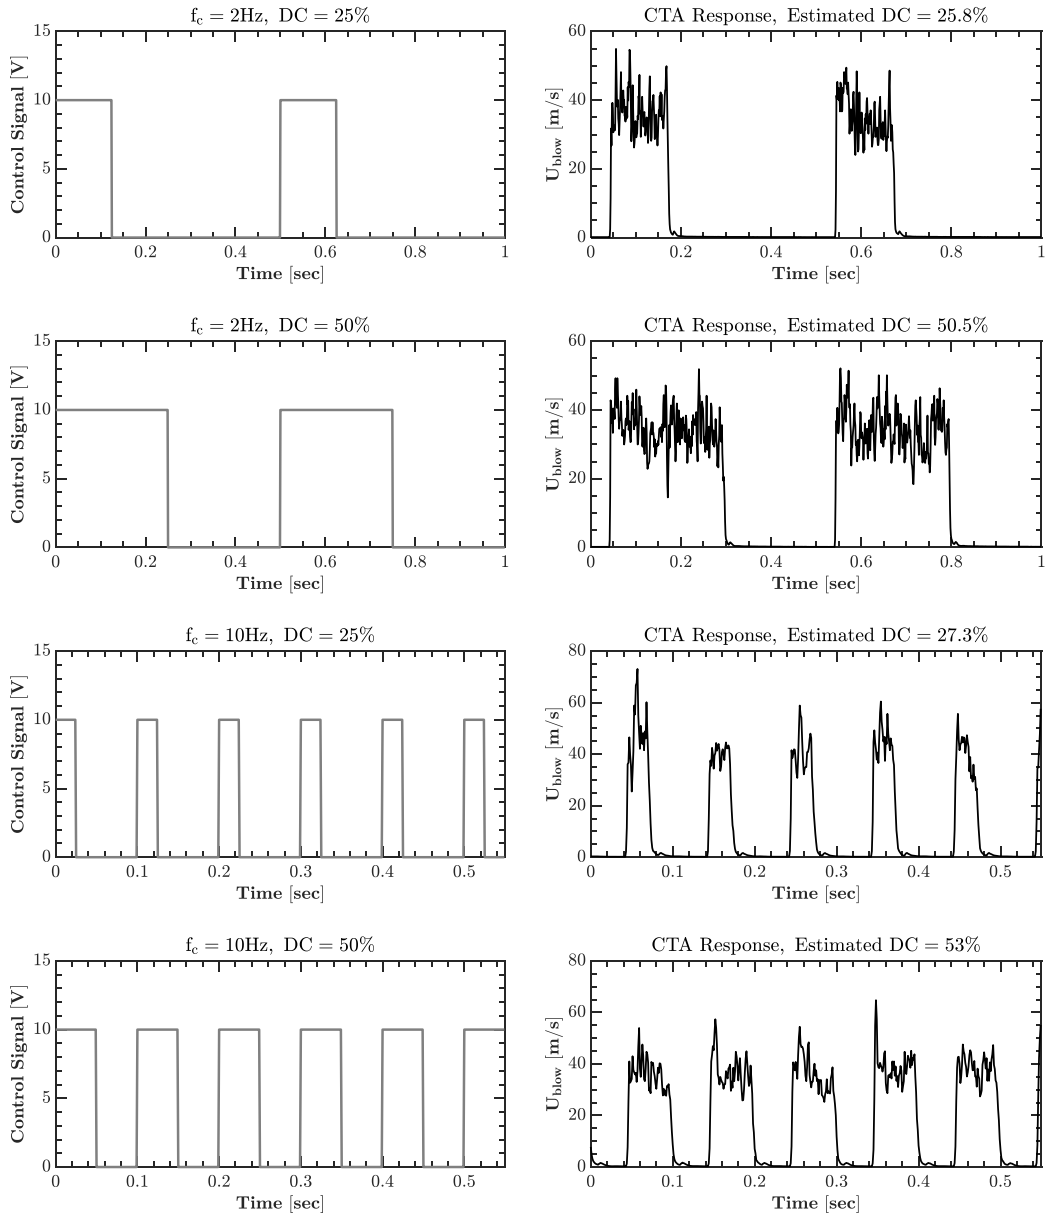 f_c = 2Hz, DC = 25%
15
10
5
0
Control Signal [V]
0 0.2 0.4 0.6 0.8 1
Time [sec]
CTA Response, Estimated DC = 25.8%
60
40
20
0
U_blow [m/s]
0 0.2 0.4 0.6 0.8 1
Time [sec]
f_c = 2Hz, DC = 50%
15
10
5
0
Control Signal [V]
0 0.2 0.4 0.6 0.8 1
Time [sec]
CTA Response, Estimated DC = 50.5%
60
40
20
0
U_blow [m/s]
0 0.2 0.4 0.6 0.8 1
Time [sec]
f_c = 10Hz, DC = 25%
15
10
5
0
Control Signal [V]
0 0.1 0.2 0.3 0.4 0.5
Time [sec]
CTA Response, Estimated DC = 27.3%
80
60
40
20
0
U_blow [m/s]
0 0.1 0.2 0.3 0.4 0.5
Time [sec]
f_c = 10Hz, DC = 50%
15
10
5
0
Control Signal [V]
0 0.1 0.2 0.3 0.4 0.5
Time [sec]
CTA Response, Estimated DC = 53%
80
60
40
20
0
U_blow [m/s]
0 0.1 0.2 0.3 0.4 0.5
Time [sec]